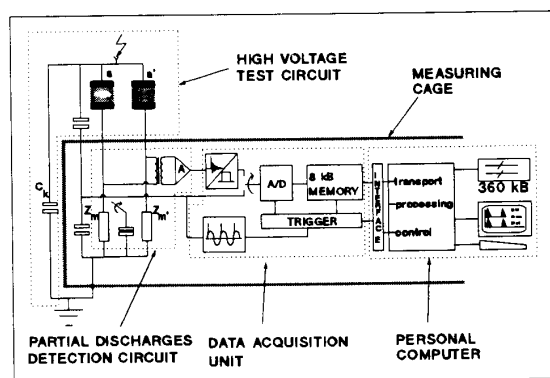 HIGH VOLTAGE
TEST CIRCUIT
MEASURING
CAGE
a
a'
A
A/D
8 kB
MEMORY
TRIGGER
INTERFACE
transport
processing
control
360 kB
Ck
Zm
Zm'
PARTIAL DISCHARGES
DETECTION CIRCUIT
DATA ACQUISITION
UNIT
PERSONAL
COMPUTER